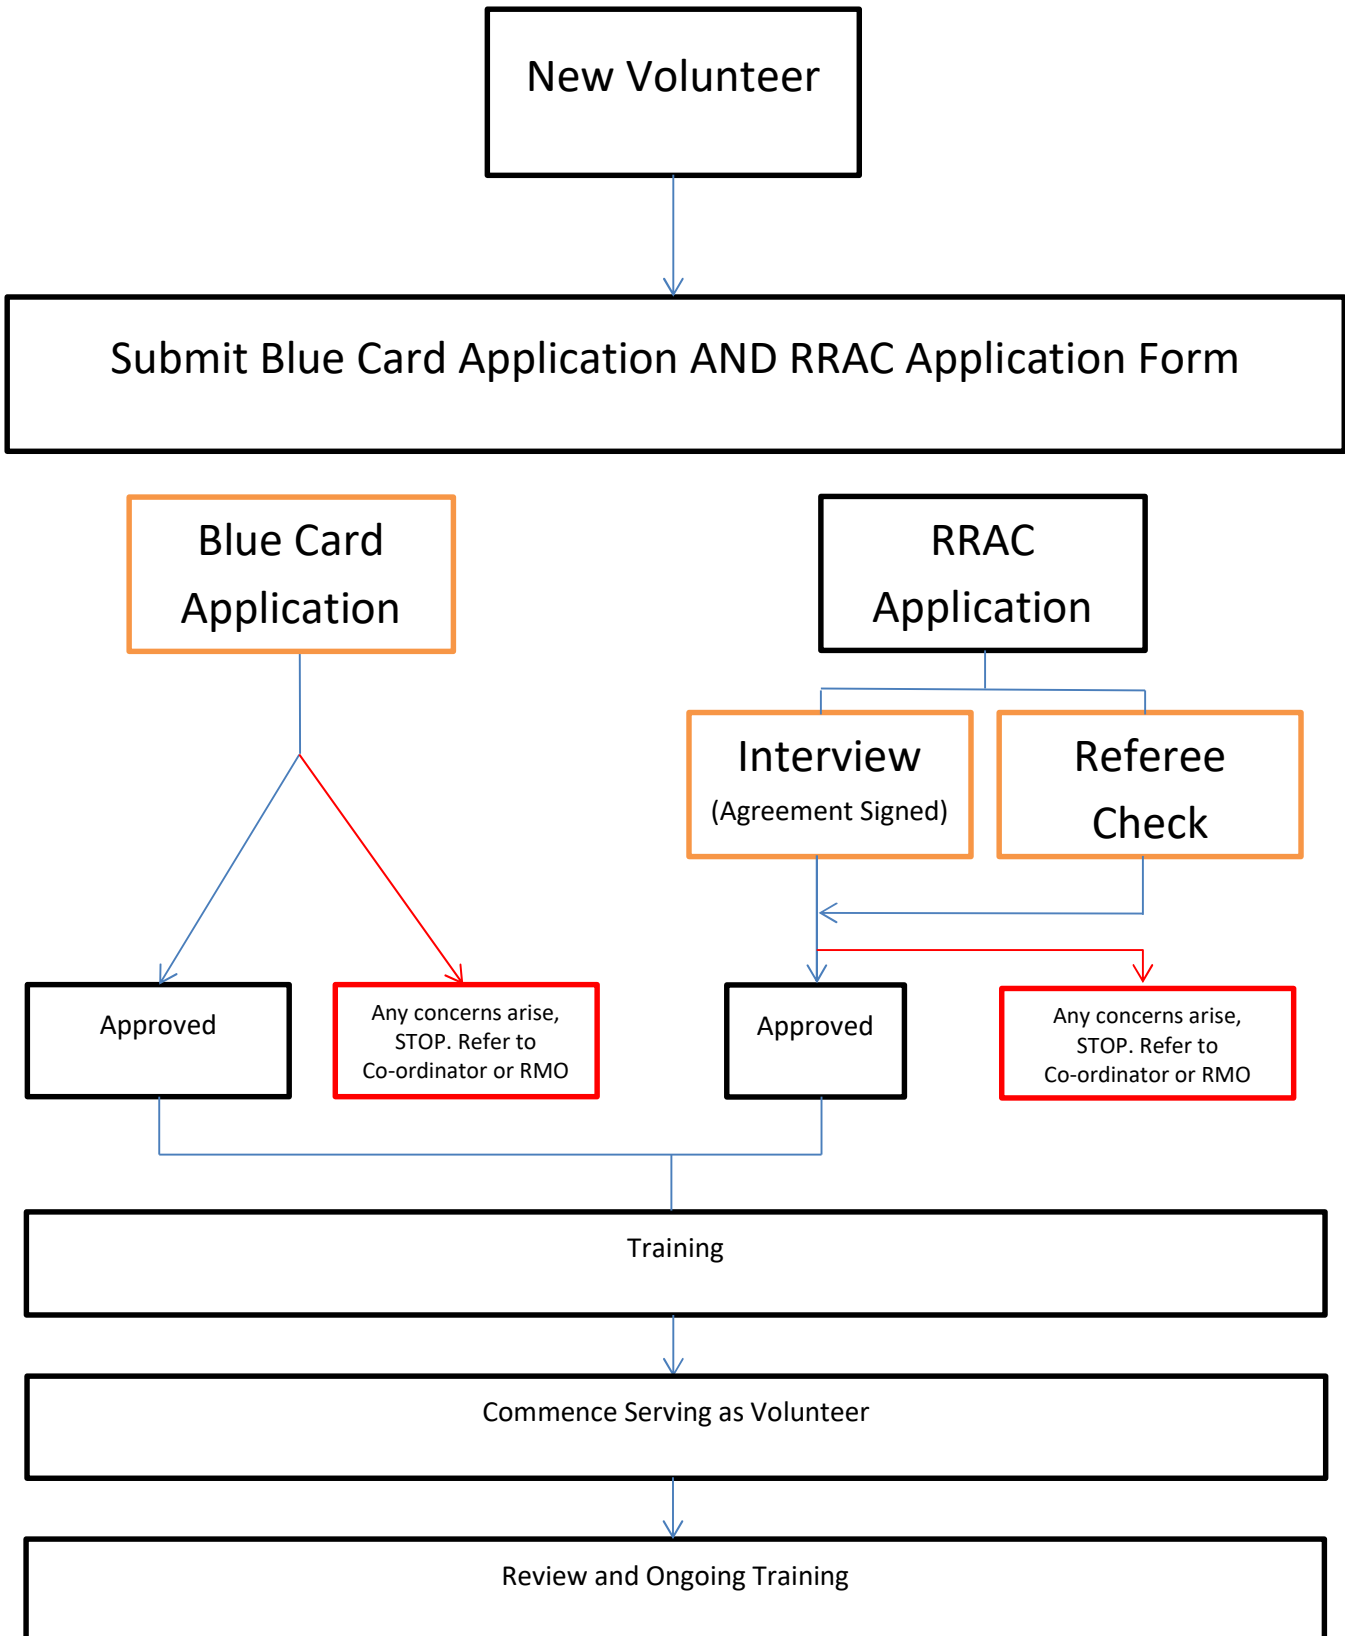 New Volunteer
Submit Blue Card Application AND RRAC Application Form
Blue Card
Application
RRAC
Application
Interview
(Agreement Signed)
Referee
Check
Approved
Any concerns arise,
STOP. Refer to
Co-ordinator or RMO
Approved
Any concerns arise,
STOP. Refer to
Co-ordinator or RMO
Training
Commence Serving as Volunteer
Review and Ongoing Training